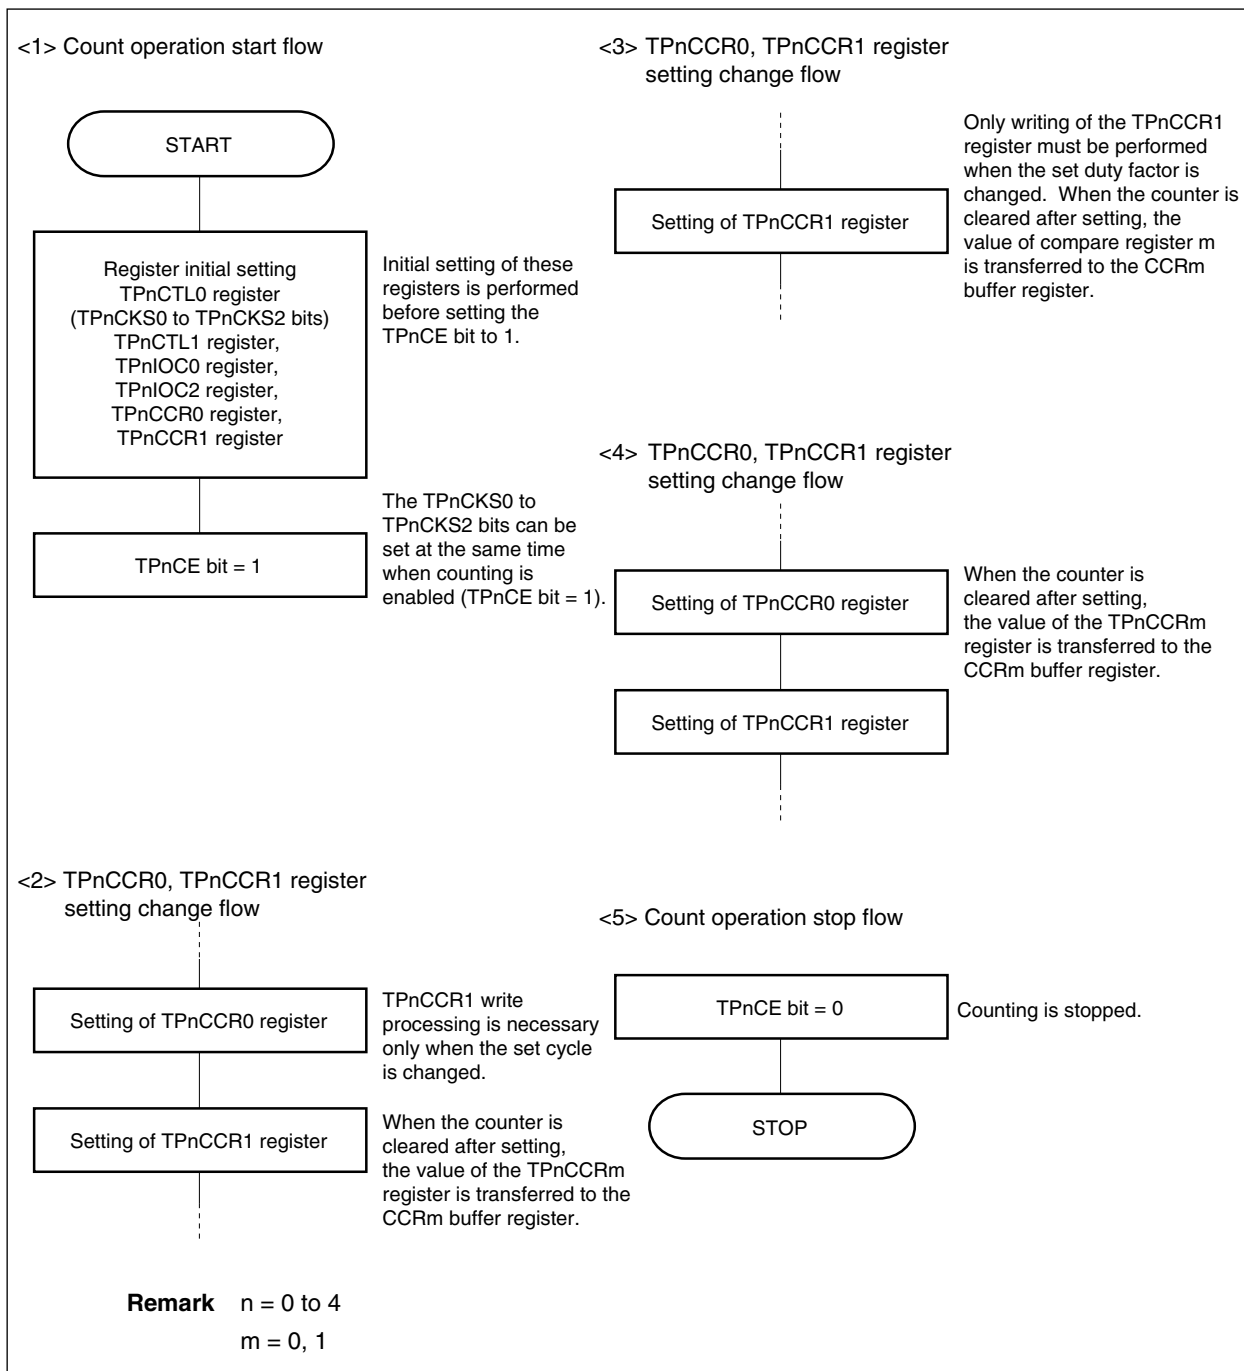 <1> Count operation start flow
START
Register initial setting
TPnCTL0 register
(TPnCKS0 to TPnCKS2 bits)
TPnCTL1 register,
TPnIOC0 register,
TPnIOC2 register,
TPnCCR0 register,
TPnCCR1 register
Initial setting of these
registers is performed
before setting the
TPnCE bit to 1.
TPnCE bit = 1
The TPnCKS0 to
TPnCKS2 bits can be
set at the same time
when counting is
enabled (TPnCE bit = 1).
<2> TPnCCR0, TPnCCR1 register
setting change flow
Setting of TPnCCR0 register
TPnCCR1 write
processing is necessary
only when the set cycle
is changed.
Setting of TPnCCR1 register
When the counter is
cleared after setting,
the value of the TPnCCRm
register is transferred to the
CCRm buffer register.
<3> TPnCCR0, TPnCCR1 register
setting change flow
Setting of TPnCCR1 register
Only writing of the TPnCCR1
register must be performed
when the set duty factor is
changed. When the counter is
cleared after setting, the
value of compare register m
is transferred to the CCRm
buffer register.
<4> TPnCCR0, TPnCCR1 register
setting change flow
Setting of TPnCCR0 register
When the counter is
cleared after setting,
the value of the TPnCCRm
register is transferred to the
CCRm buffer register.
Setting of TPnCCR1 register
<5> Count operation stop flow
TPnCE bit = 0
Counting is stopped.
STOP
Remark n = 0 to 4
m = 0, 1